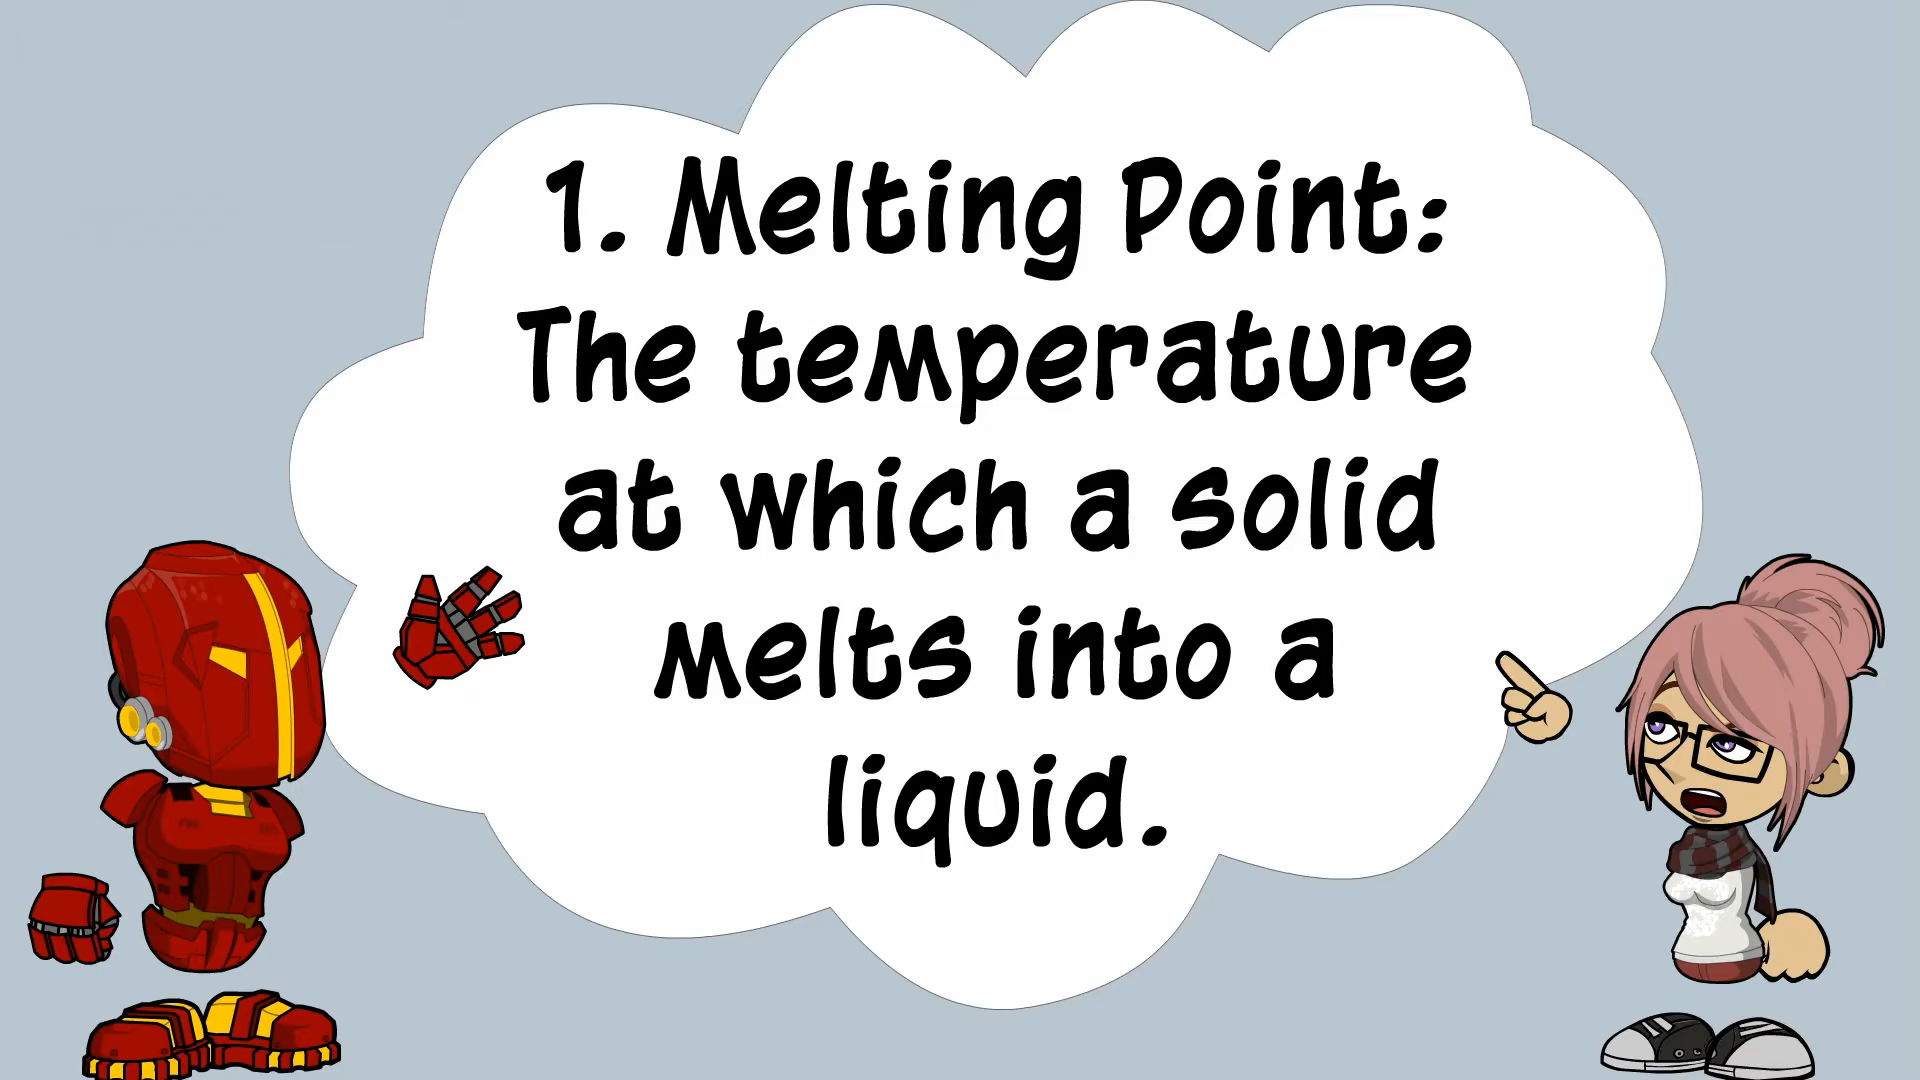 1. Melting Point:
The temperature
at which a solid
melts into a
liquid.